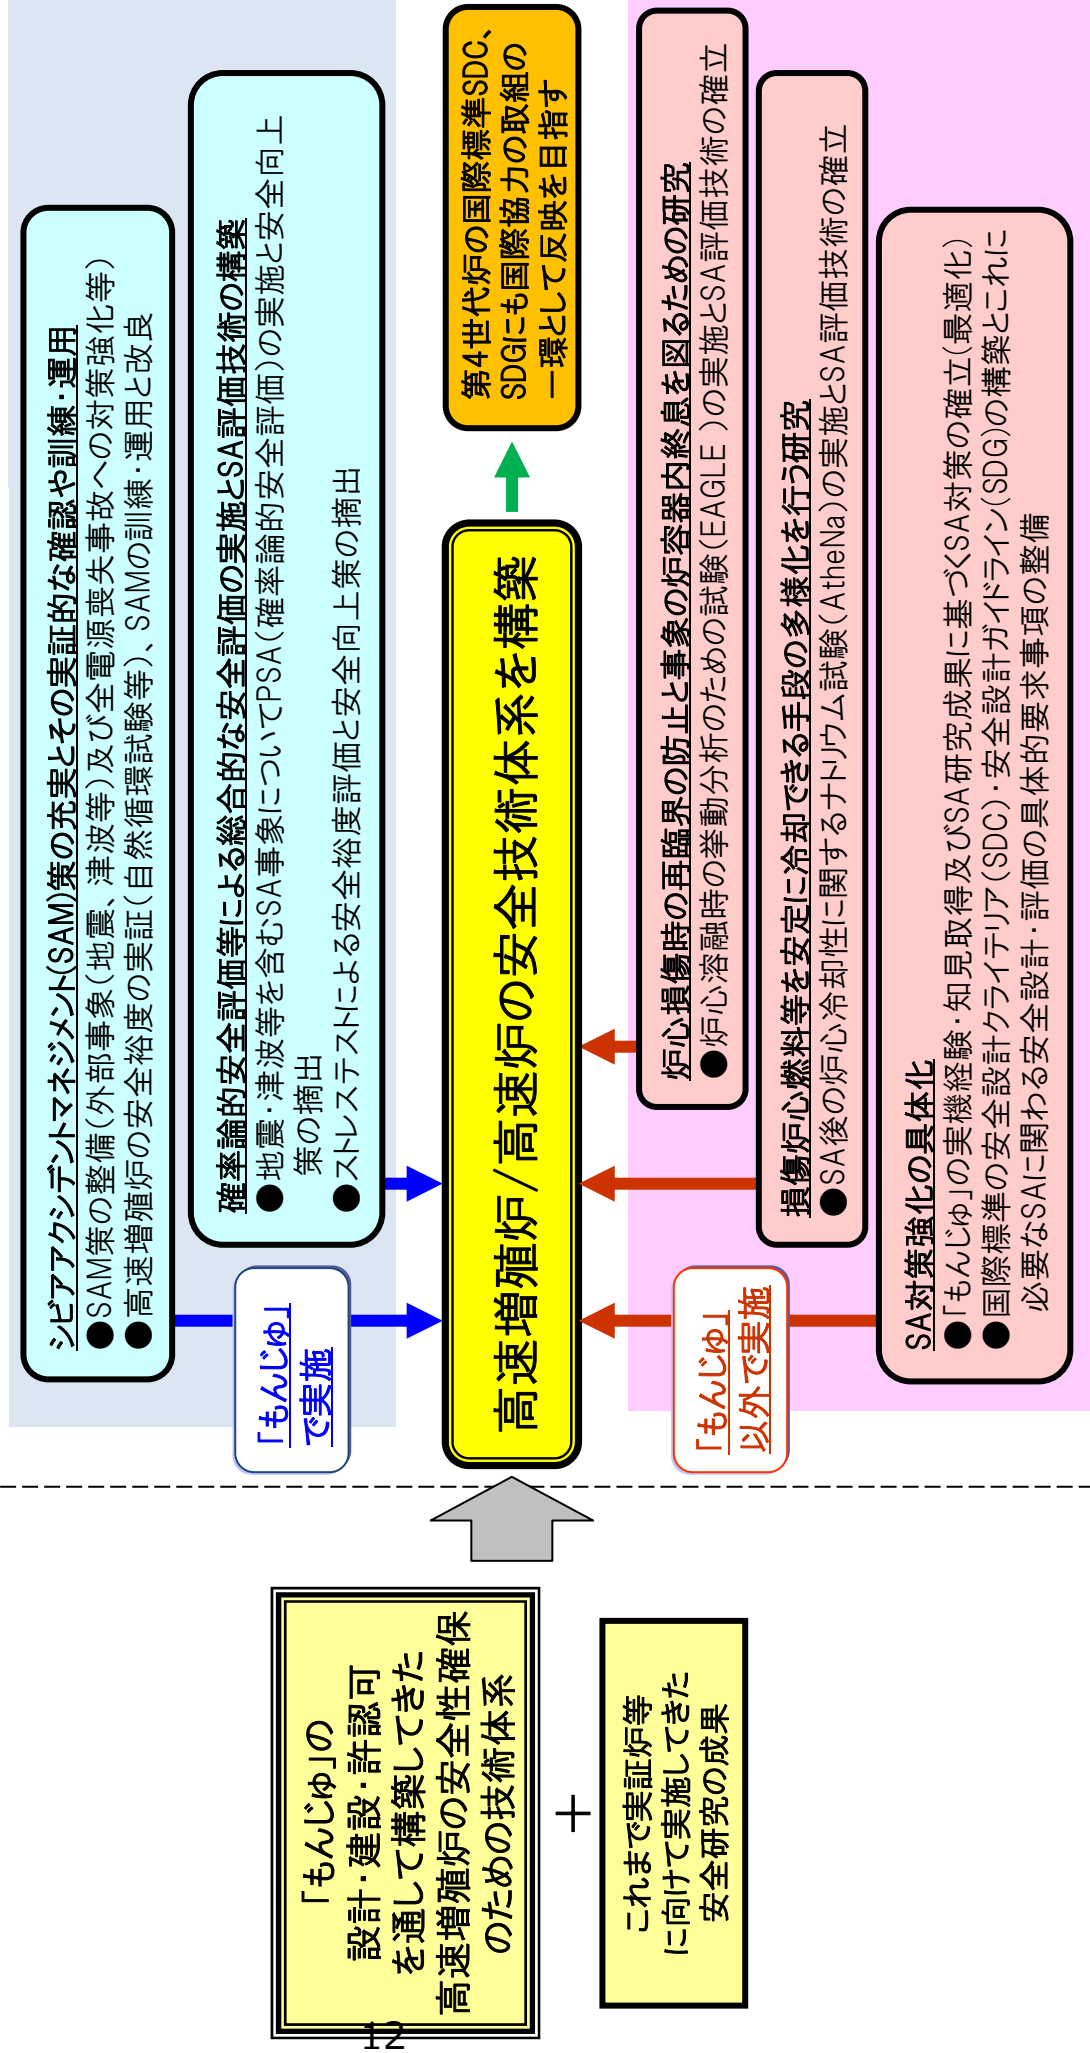 「もんじゅ」の
設計・建設・許認可
を通して構築してきた
高速増殖炉の安全性確保
のための技術体系
＋
これまで実証炉等
に向けて実施してきた
安全研究の成果
シビアアクシデントマネジメント(SAM)策の充実とその実証的な確認や訓練・運用
●SAM策の整備(外部事象(地震、津波等)及び全電源喪失事故への対策強化等)
●高速増殖炉の安全裕度の実証(自然循環試験等)、SAMの訓練・運用と改良
確率論的安全評価等による総合的な安全評価の実施とSA評価技術の構築
●地震・津波等を含むSA事象についてPSA(確率論的安全評価)の実施と安全向上
策の摘出
●ストレステストによる安全裕度評価と安全向上策の摘出
「もんじゅ」
で実施
高速増殖炉/高速炉の安全技術体系を構築
第4世代炉の国際標準SDC、
SDGにも国際協力の取組の
一環として反映を目指す
「もんじゅ」
以外で実施
炉心損傷時の再臨界の防止と事象の炉容器内終息を図るための研究
●炉心溶融時の挙動分析のための試験(EAGLE )の実施とSA評価技術の確立
損傷炉心燃料等を安定に冷却できる手段の多様化を行う研究
●SA後の炉心冷却性に関するナトリウム試験(AtheNa)の実施とSA評価技術の確立
SA対策強化の具体化
●「もんじゅ」の実機経験・知見取得及びSA研究成果に基づくSA対策の確立(最適化)
●国際標準の安全設計クライテリア(SDC)・安全設計ガイドライン(SDG)の構築とこれに
必要なSAに関わる安全設計・評価の具体的要求事項の整備
12